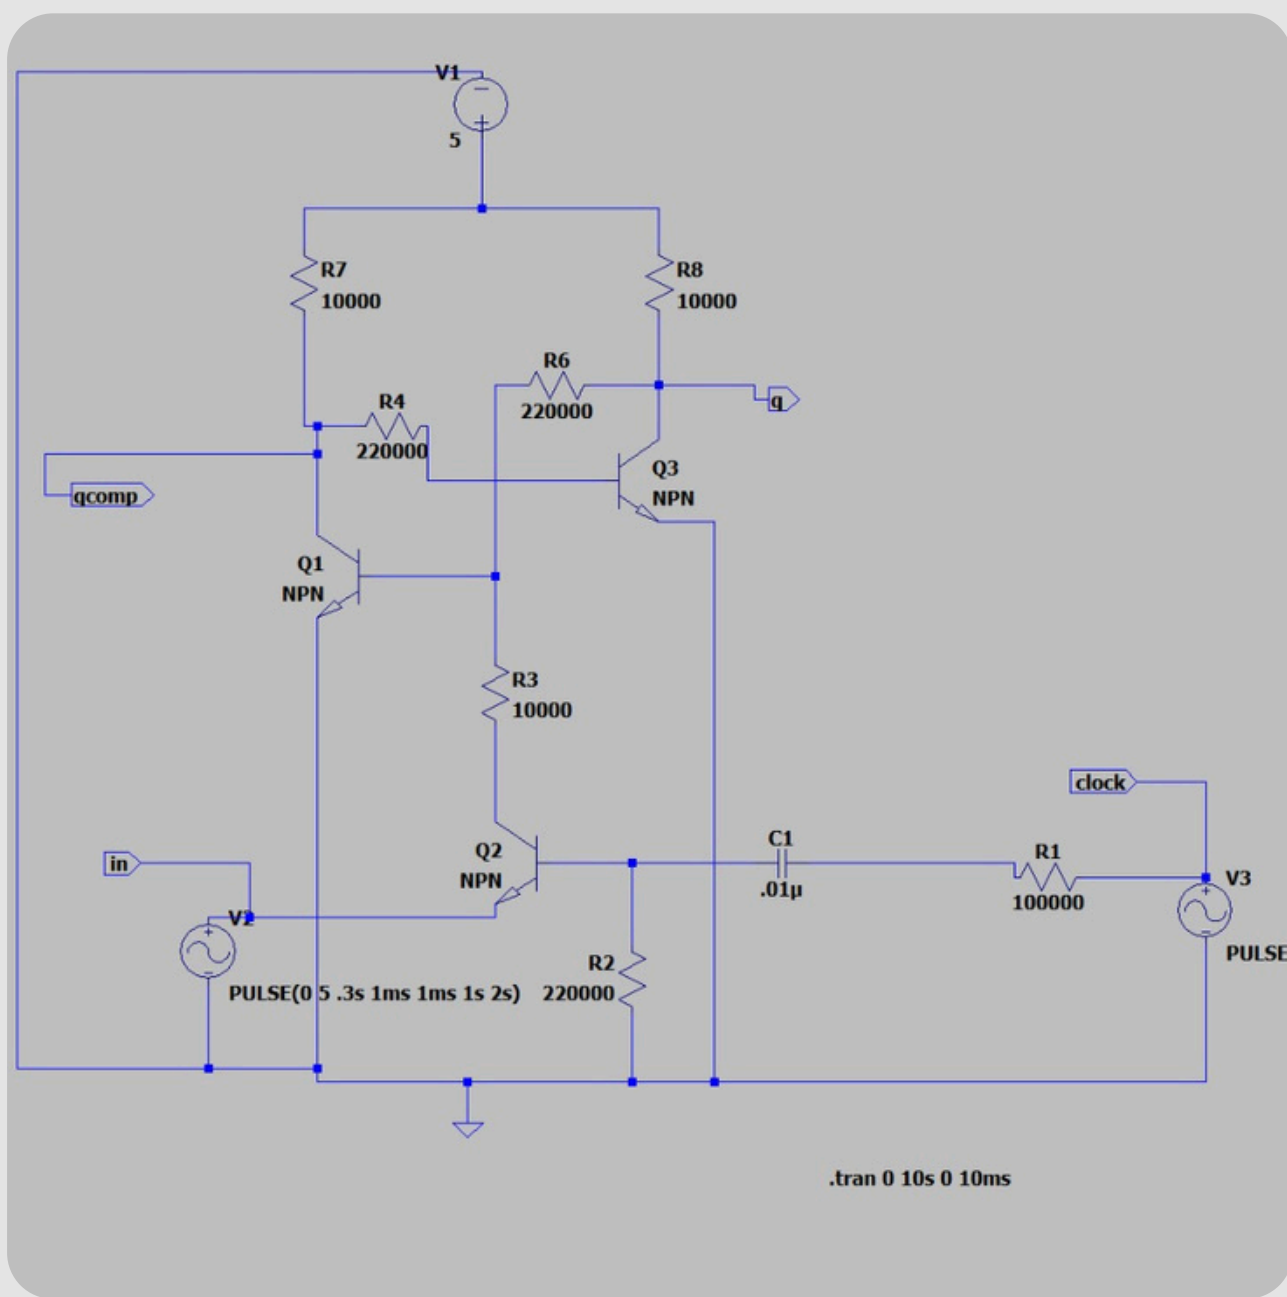 V1
5
R7
10000
R8
10000
R6
220000
q
R4
220000
Q3
NPN
qcomp
Q1
NPN
R3
10000
clock
C1
.01µ
R1
100000
V3
PULSE
in
Q2
NPN
V2
PULSE(0 5 .3s 1ms 1ms 1s 2s)
R2
220000
.tran 0 10s 0 10ms